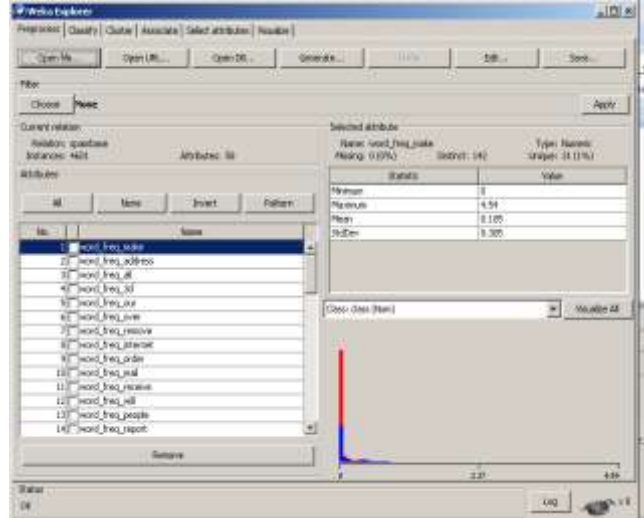 Weka Explorer
Preprocess Classify Cluster Associate Select attributes Visualize
Open file... Open URL... Open DB... Generate... Undo Edit... Save...
Filter
Choose None Apply
Current relation
Relation: spambase
Instances: 4601 Attributes: 58
Selected attribute
Name: word_freq_make Type: Numeric
Missing: 0 (0%) Distinct: 142 Unique: 31 (1%)
Statistic Value
Minimum 0
Maximum 4.54
Mean 0.105
StdDev 0.305
Attributes
All None Invert Pattern
No. Name
1 word_freq_make
2 word_freq_address
3 word_freq_all
4 word_freq_3d
5 word_freq_our
6 word_freq_over
7 word_freq_remove
8 word_freq_internet
9 word_freq_order
10 word_freq_mail
11 word_freq_receive
12 word_freq_will
13 word_freq_people
14 word_freq_report
Remove
Class: class (Nom) Visualize All
0 2.27 4.54
Status
OK Log x 0